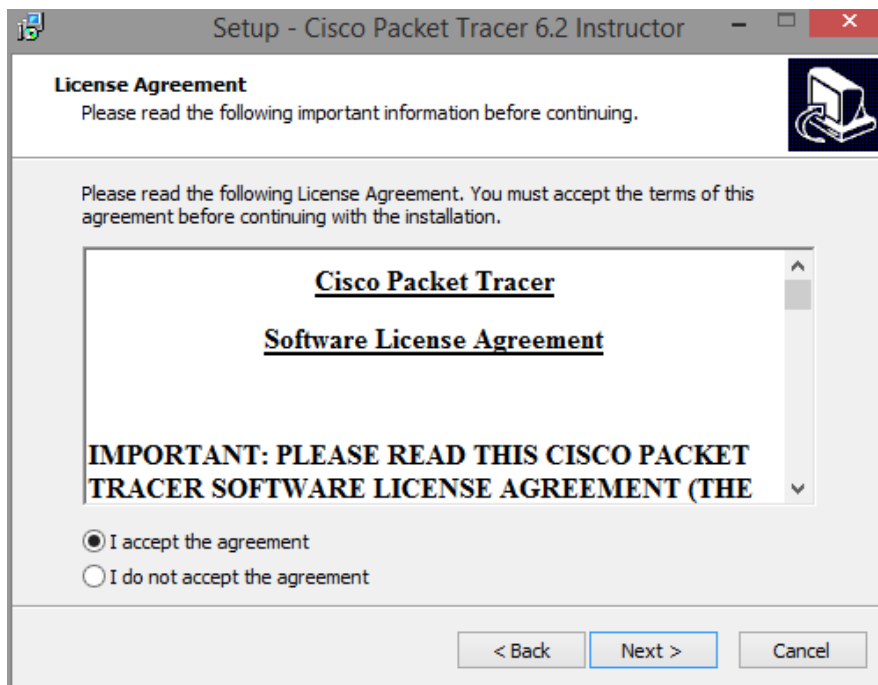 Setup - Cisco Packet Tracer 6.2 Instructor
License Agreement
Please read the following important information before continuing.
Please read the following License Agreement. You must accept the terms of this
agreement before continuing with the installation.
Cisco Packet Tracer
Software License Agreement
IMPORTANT: PLEASE READ THIS CISCO PACKET
TRACER SOFTWARE LICENSE AGREEMENT (THE
I accept the agreement
I do not accept the agreement
< Back Next > Cancel